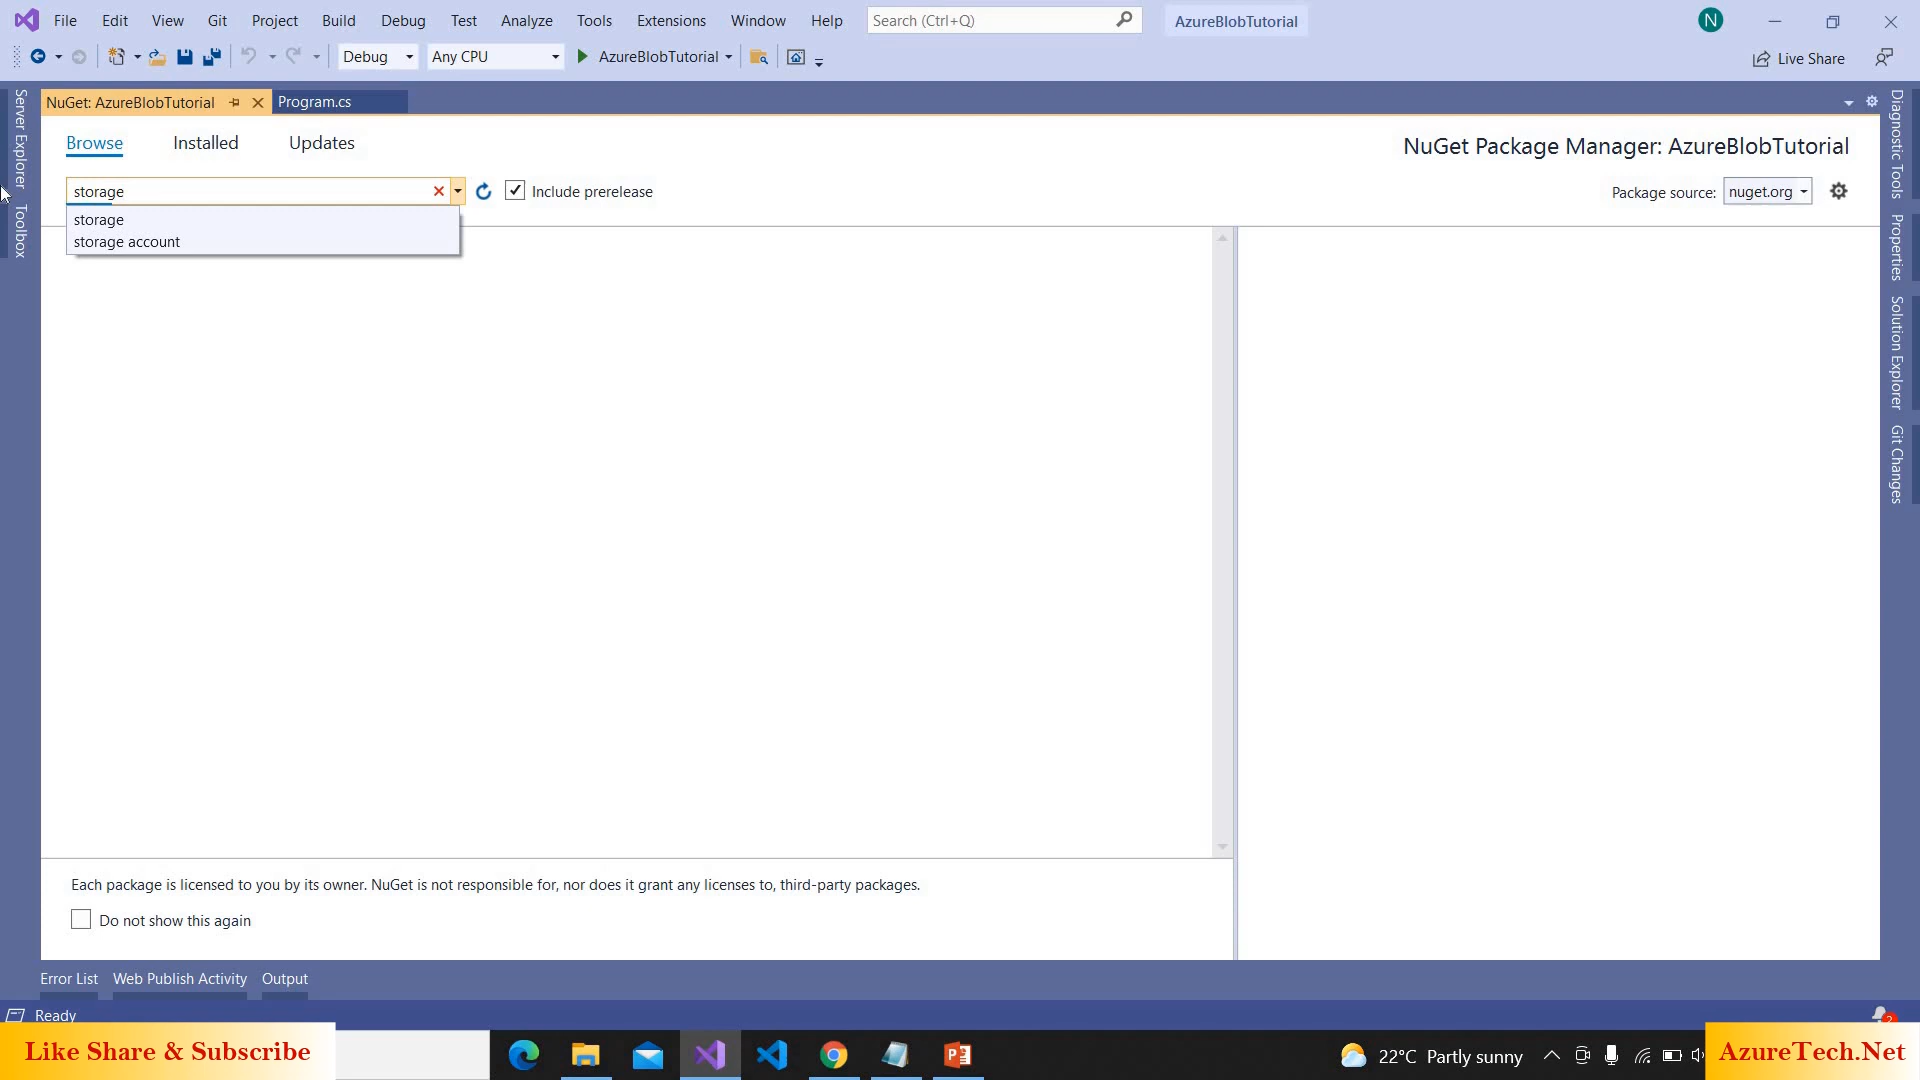 File Edit View Git Project Build Debug Test Analyze Tools Extensions Window Help Search (Ctrl+Q) AzureBlobTutorial N
Debug Any CPU AzureBlobTutorial Live Share
NuGet: AzureBlobTutorial Program.cs
Server Explorer
Toolbox
Browse Installed Updates
NuGet Package Manager: AzureBlobTutorial
storage
Include prerelease
Package source: nuget.org
storage
storage account
Diagnostic Tools
Properties
Solution Explorer
Git Changes
Each package is licensed to you by its owner. NuGet is not responsible for, nor does it grant any licenses to, third-party packages.
Do not show this again
Error List Web Publish Activity Output
Ready
2
Like Share & Subscribe
22°C Partly sunny
AzureTech.Net